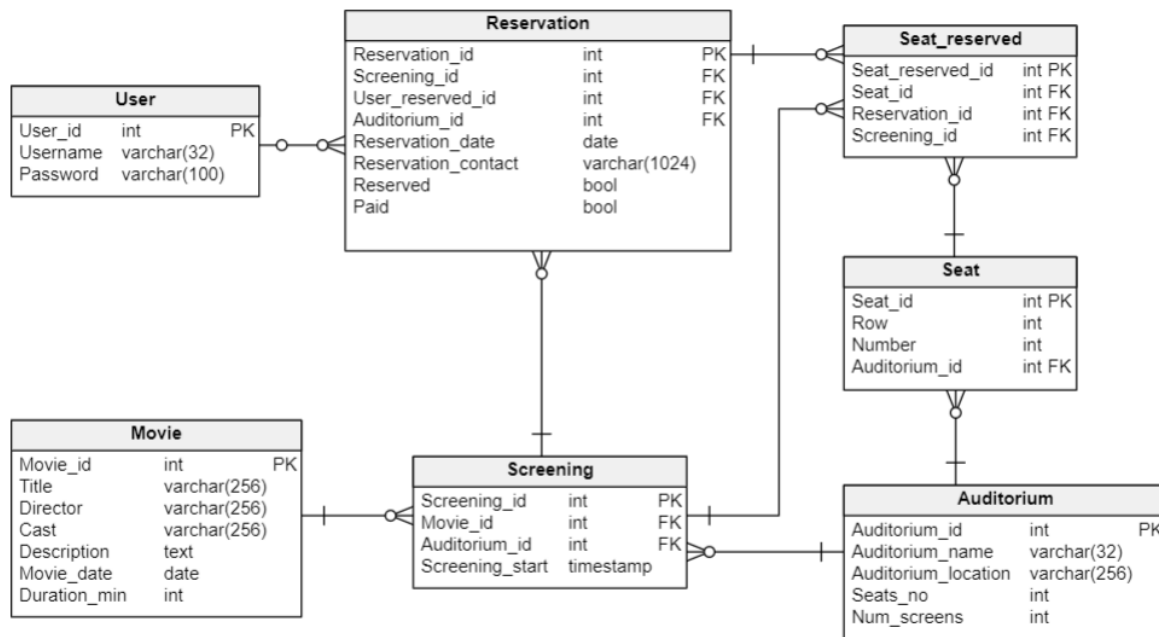 Reservation
Reservation_id int PK
Screening_id int FK
User_reserved_id int FK
Auditorium_id int FK
Reservation_date date
Reservation_contact varchar(1024)
Reserved bool
Paid bool
Seat_reserved
Seat_reserved_id int PK
Seat_id int FK
Reservation_id int FK
Screening_id int FK
User
User_id int PK
Username varchar(32)
Password varchar(100)
Seat
Seat_id int PK
Row int
Number int
Auditorium_id int FK
Movie
Movie_id int PK
Title varchar(256)
Director varchar(256)
Cast varchar(256)
Description text
Movie_date date
Duration_min int
Screening
Screening_id int PK
Movie_id int FK
Auditorium_id int FK
Screening_start timestamp
Auditorium
Auditorium_id int PK
Auditorium_name varchar(32)
Auditorium_location varchar(256)
Seats_no int
Num_screens int